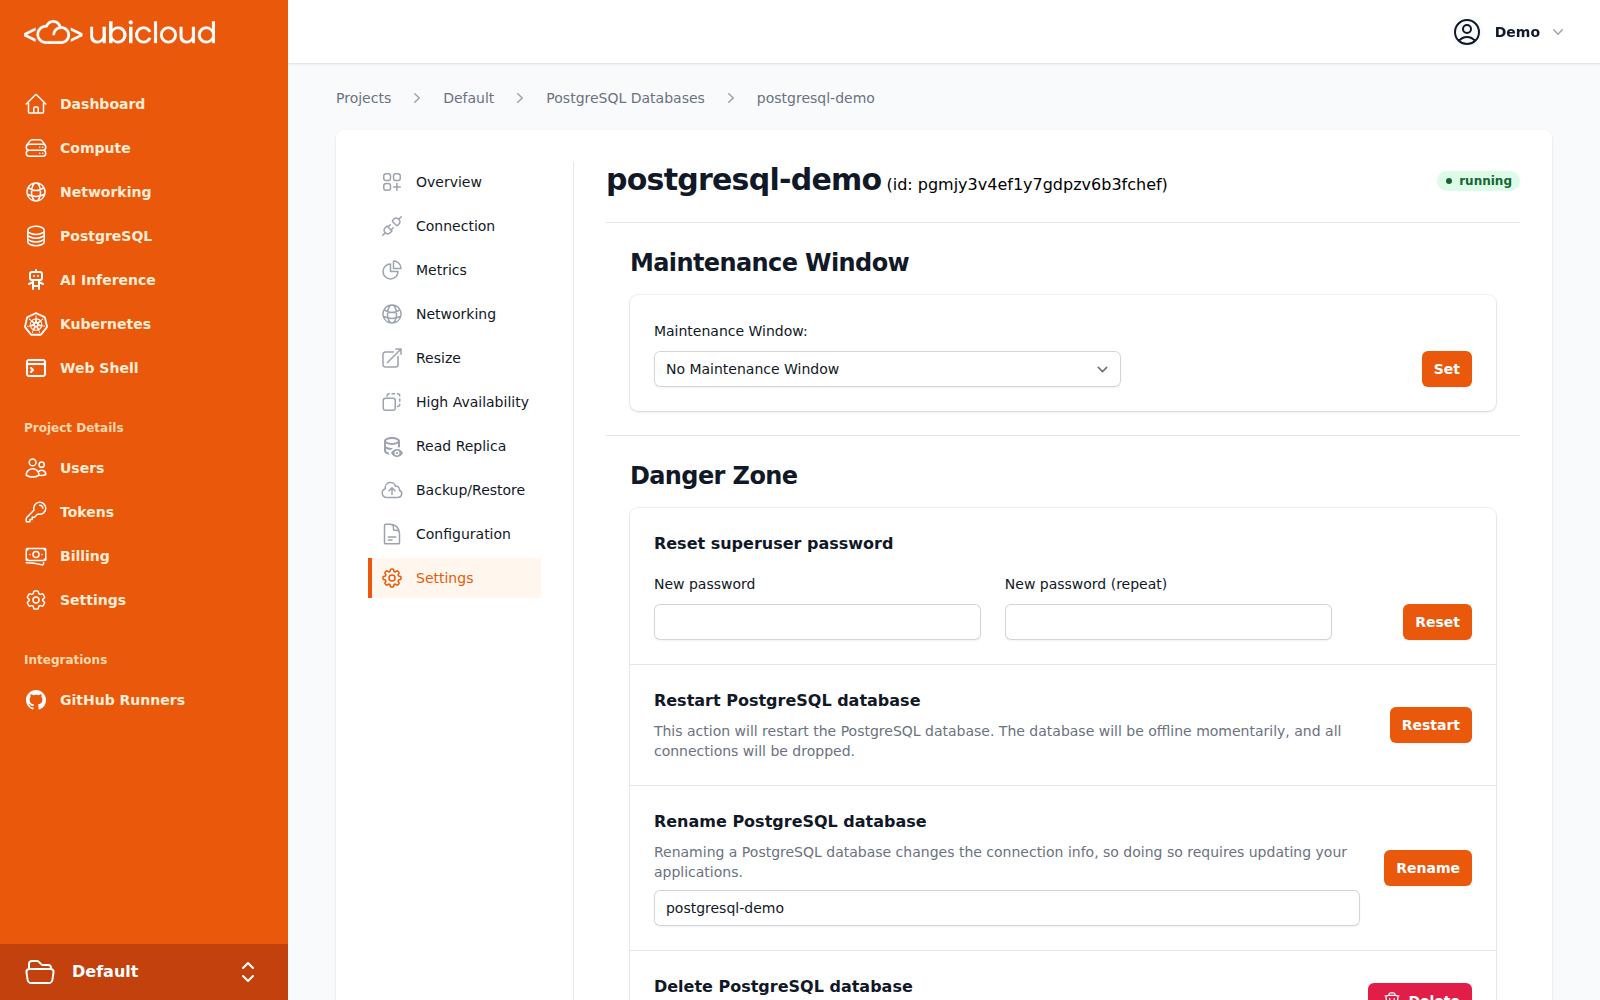 ubicloud
Demo
Dashboard
Compute
Networking
PostgreSQL
AI Inference
Kubernetes
Web Shell
Project Details
Users
Tokens
Billing
Settings
Integrations
GitHub Runners
Default
Projects
Default
PostgreSQL Databases
postgresql-demo
Overview
Connection
Metrics
Networking
Resize
High Availability
Read Replica
Backup/Restore
Configuration
Settings
postgresql-demo (id: pgmjy3v4ef1y7gdpzv6b3fchef)
running
Maintenance Window
Maintenance Window:
No Maintenance Window
Set
Danger Zone
Reset superuser password
New password
New password (repeat)
Reset
Restart PostgreSQL database
This action will restart the PostgreSQL database. The database will be offline momentarily, and all
connections will be dropped.
Restart
Rename PostgreSQL database
Renaming a PostgreSQL database changes the connection info, so doing so requires updating your
applications.
postgresql-demo
Rename
Delete PostgreSQL database
Delete